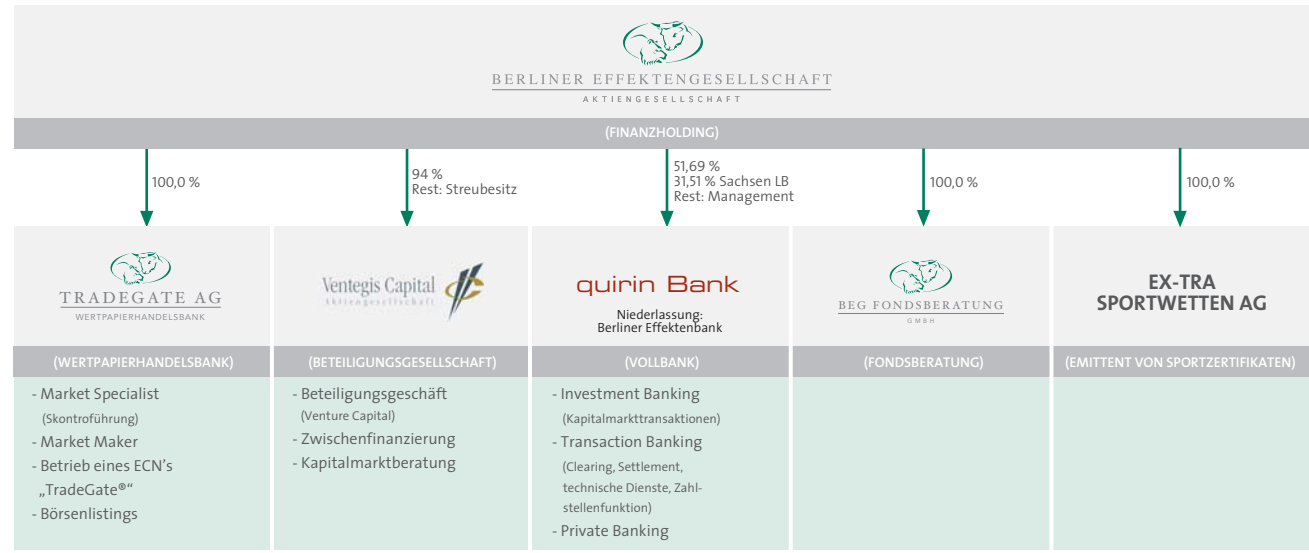 BERLINER EFFEKTENGESELLSCHAFT
AKTIENGESELLSCHAFT
(FINANZHOLDING)
100,0 %
94 %
Rest: Streubesitz
51,69 %
31,51 % Sachsen LB
Rest: Management
100,0 %
100,0 %
TRADEGATE AG
WERTPAPIERHANDELSBANK
Ventegis Capital
Aktiengesellschaft
quirin Bank
Niederlassung:
Berliner Effektenbank
BEG FONDSBERATUNG
GMBH
EX-TRA
SPORTWETTEN AG
(WERTPAPIERHANDELSBANK)
(BETEILIGUNGSGESELLSCHAFT)
(VOLLBANK)
(FONDSBERATUNG)
(EMITTENT VON SPORTZERTIFIKATEN)
- Market Specialist
(Skontroführung)
- Market Maker
- Betrieb eines ECN's
„TradeGate®“
- Börsenlistings
- Beteiligungsgeschäft
(Venture Capital)
- Zwischenfinanzierung
- Kapitalmarktberatung
- Investment Banking
(Kapitalmarkttransaktionen)
- Transaction Banking
(Clearing, Settlement,
technische Dienste, Zahl-
stellenfunktion)
- Private Banking